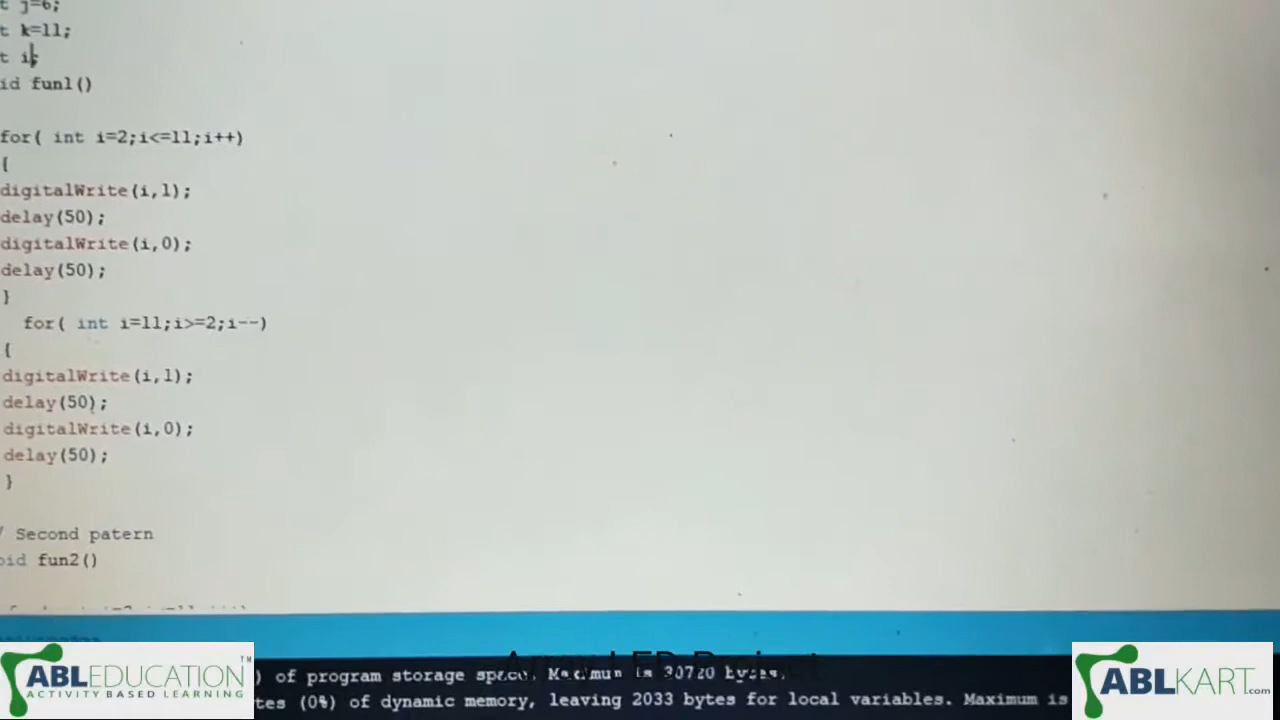 t j=6;
t k=11;
t i;
id fun1()
for( int i=2;i<=11;i++)
{
digitalWrite(i,1);
delay(50);
digitalWrite(i,0);
delay(50);
}
for( int i=11;i>=2;i--)
{
digitalWrite(i,1);
delay(50);
digitalWrite(i,0);
delay(50);
}
/ Second patern
oid fun2()
) of program storage space. Maximum is 30720 bytes.
tes (0%) of dynamic memory, leaving 2033 bytes for local variables. Maximum is
ABLEDUCATION™
ACTIVITY BASED LEARNING
ABLKART.com